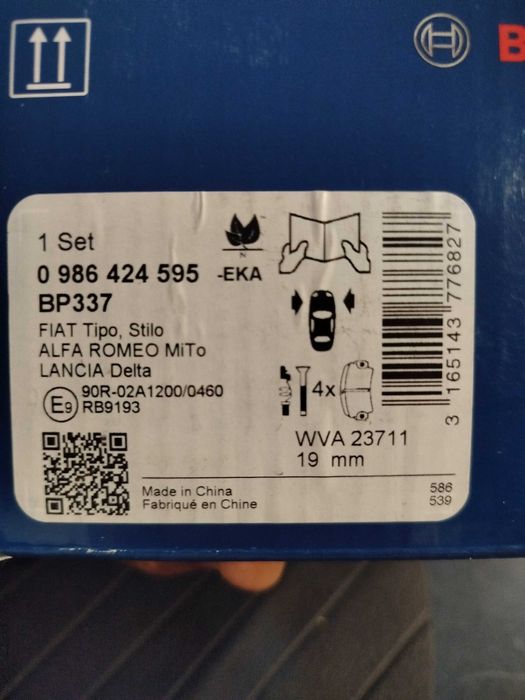 B
1 Set
0 986 424 595 -EKA
BP337
FIAT Tipo, Stilo
ALFA ROMEO MiTo
LANCIA Delta
E9 90R-02A1200/0460
RB9193
N
4x
WVA 23711
19 mm
Made in China
Fabriqué en Chine
586
539
3 165143 776827